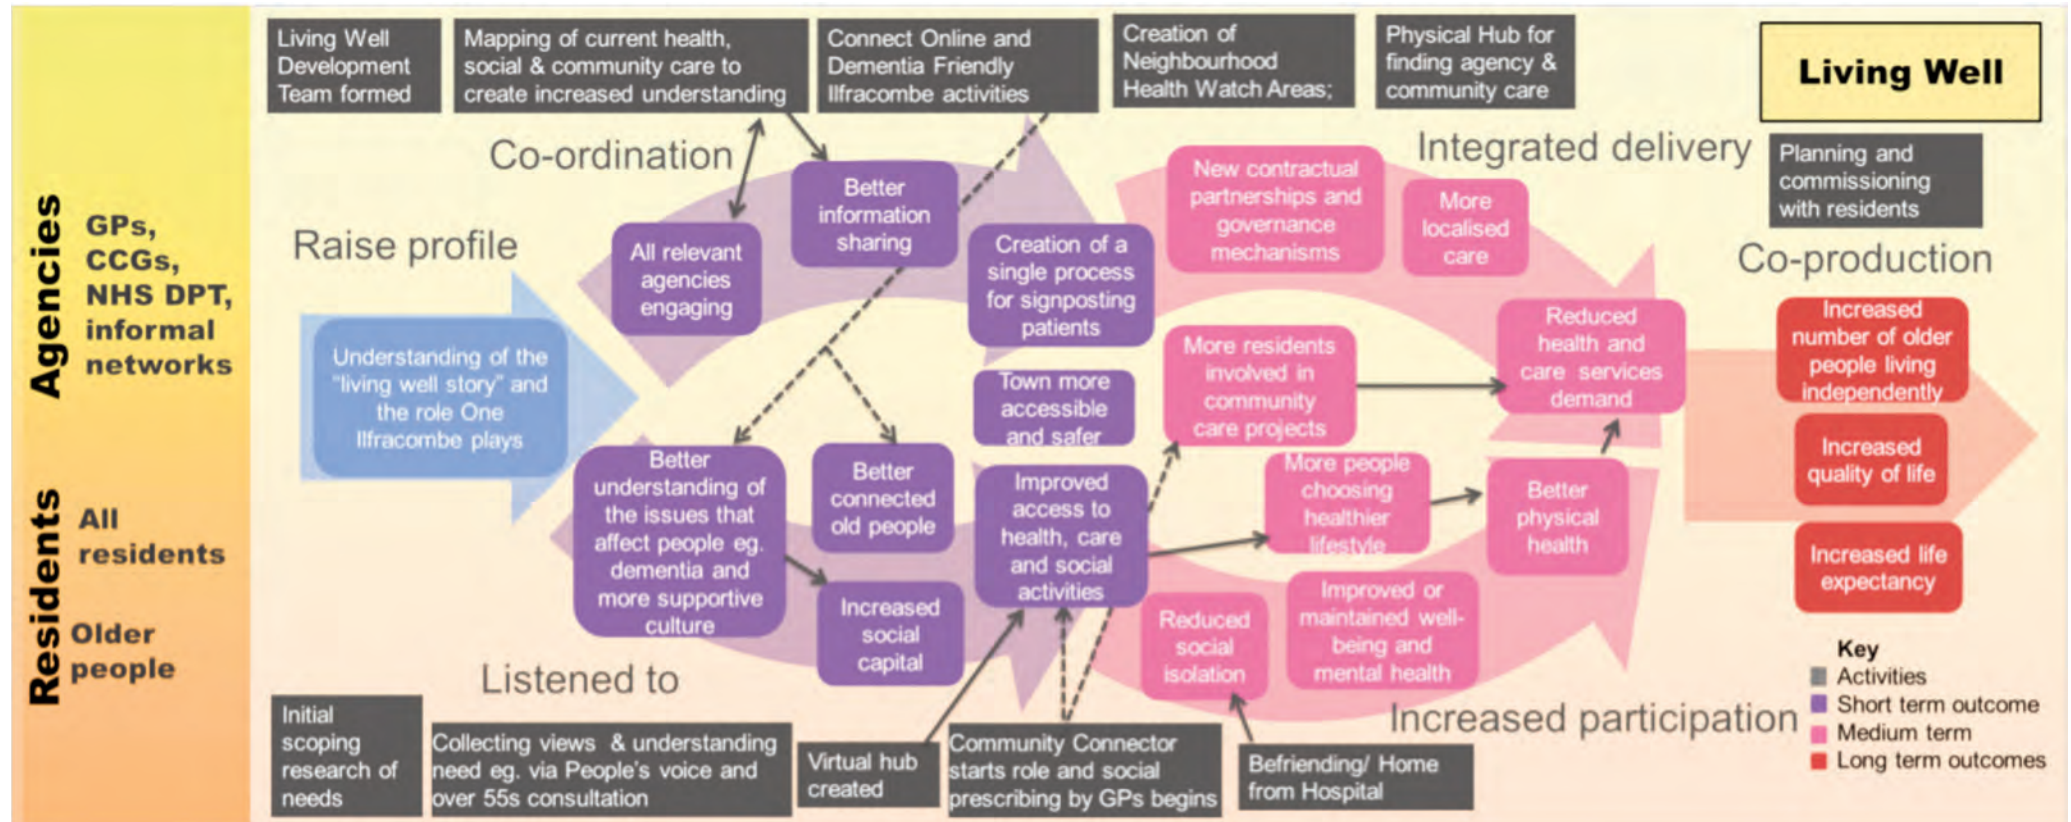 Living Well
Development
Team formed
Mapping of current health,
social & community care to
create increased understanding
Connect Online and
Dementia Friendly
Ilfracombe activities
Creation of
Neighbourhood
Health Watch Areas;
Physical Hub for
finding agency &
community care
Living Well
Planning and
commissioning
with residents
Agencies
GPs,
CCGs,
NHS DPT,
informal
networks
Residents
All
residents
Older
people
Raise profile
Co-ordination
Integrated delivery
Co-production
Understanding of the
“living well story” and
the role One
Ilfracombe plays
All relevant
agencies
engaging
Better
information
sharing
Creation of a
single process
for signposting
patients
New contractual
partnerships and
governance
mechanisms
More
localised
care
Town more
accessible
and safer
More residents
involved in
community
care projects
Reduced
health and
care services
demand
Increased
number of older
people living
independently
Increased
quality of life
Increased life
expectancy
Better
understanding of
the issues that
affect people eg.
dementia and
more supportive
culture
Better
connected
old people
Increased
social
capital
Improved
access to
health, care
and social
activities
More people
choosing
healthier
lifestyle
Better
physical
health
Reduced
social
isolation
Improved or
maintained well-
being and
mental health
Listened to
Increased participation
Initial
scoping
research of
needs
Collecting views & understanding
need eg. via People's voice and
over 55s consultation
Virtual hub
created
Community Connector
starts role and social
prescribing by GPs begins
Befriending/ Home
from Hospital
Key
Activities
Short term outcome
Medium term
Long term outcomes